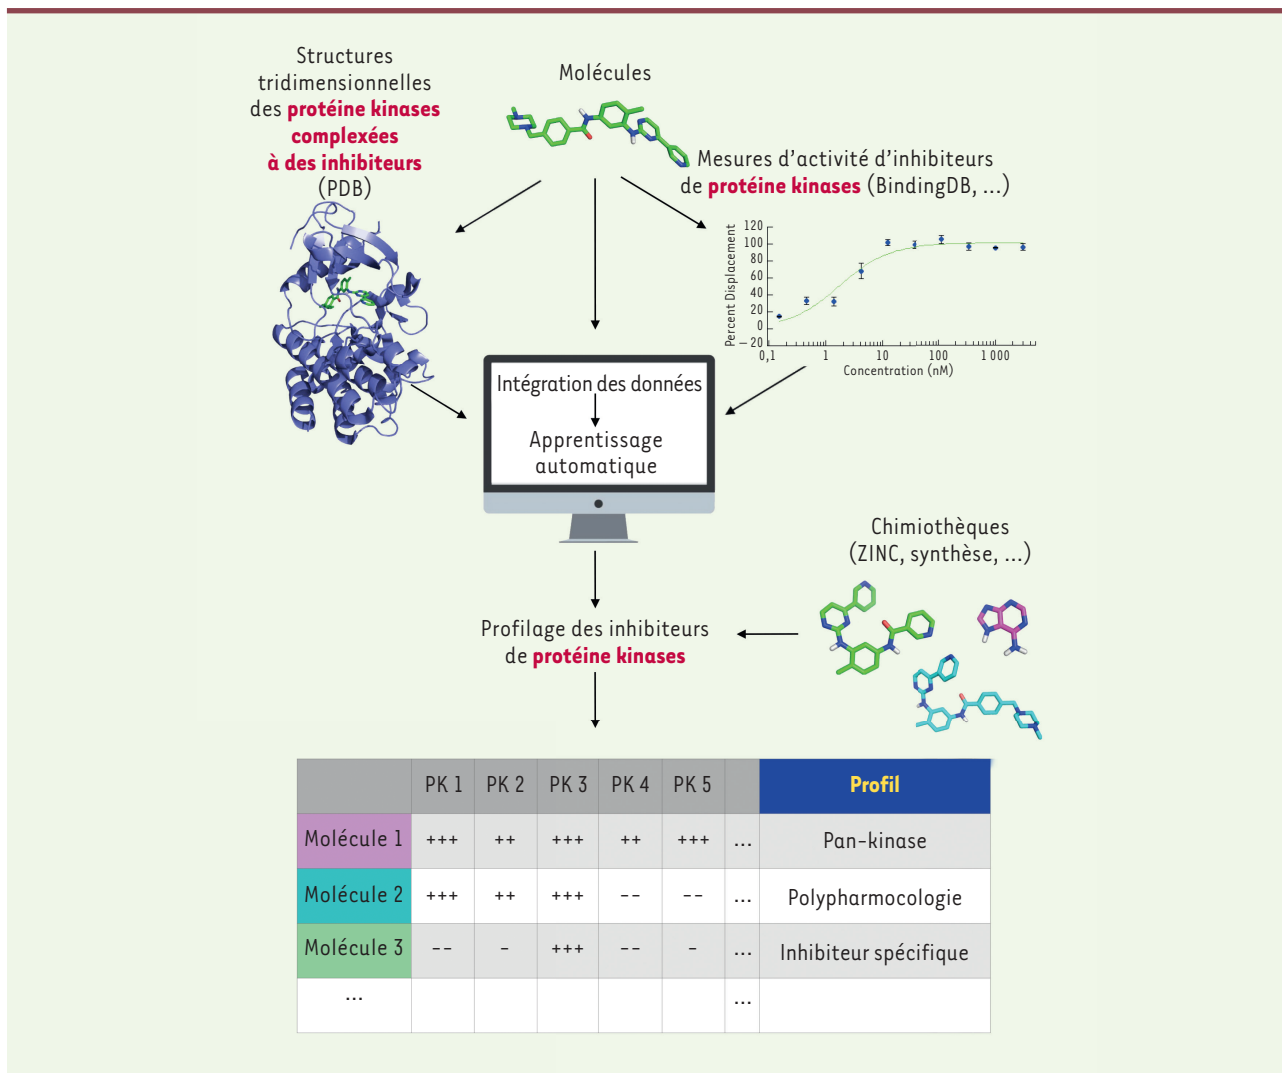 Structures
tridimensionnelles
des protéine kinases
complexées
à des inhibiteurs
(PDB)
Molécules
Mesures d'activité d'inhibiteurs
de protéine kinases (BindingDB, ...)
Percent Displacement
120
100
80
60
40
20
0
−20
0,1
1
10
100
1 000
Concentration (nM)
Intégration des données
Apprentissage
automatique
Chimiothèques
(ZINC, synthèse, ...)
Profilage des inhibiteurs
de protéine kinases
PK 1 PK 2 PK 3 PK 4 PK 5 Profil
Molécule 1 +++ ++ +++ ++ +++ ... Pan-kinase
Molécule 2 +++ ++ +++ -- -- ... Polypharmocologie
Molécule 3 -- - +++ -- - ... Inhibiteur spécifique
... ...